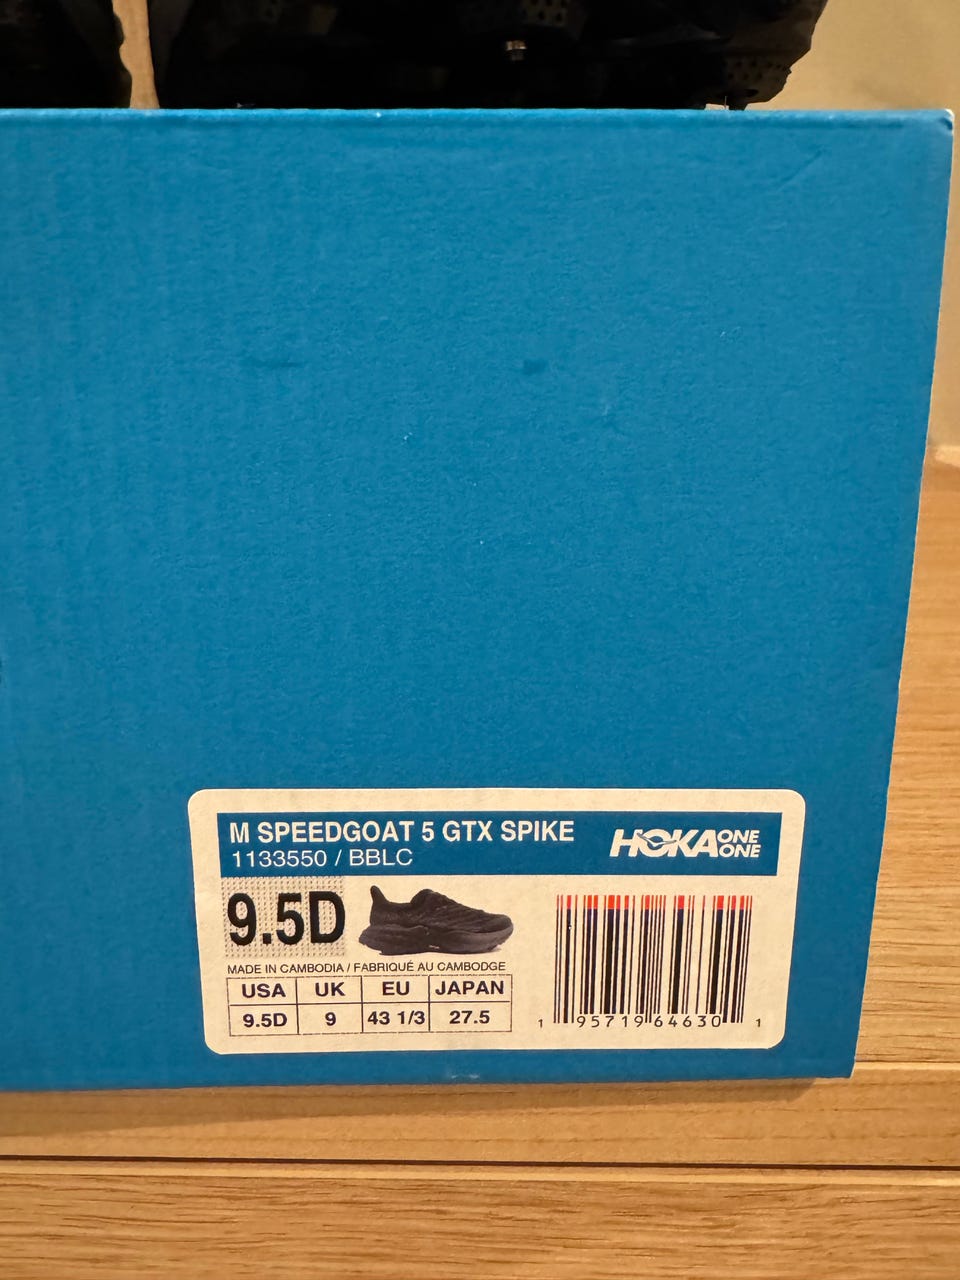 M SPEEDGOAT 5 GTX SPIKE
1133550 / BBLC
HOKA ONE ONE
9.5D
MADE IN CAMBODIA / FABRIQUÉ AU CAMBODGE
USA UK EU JAPAN
9.5D 9 43 1/3 27.5
1 95719 64630 1